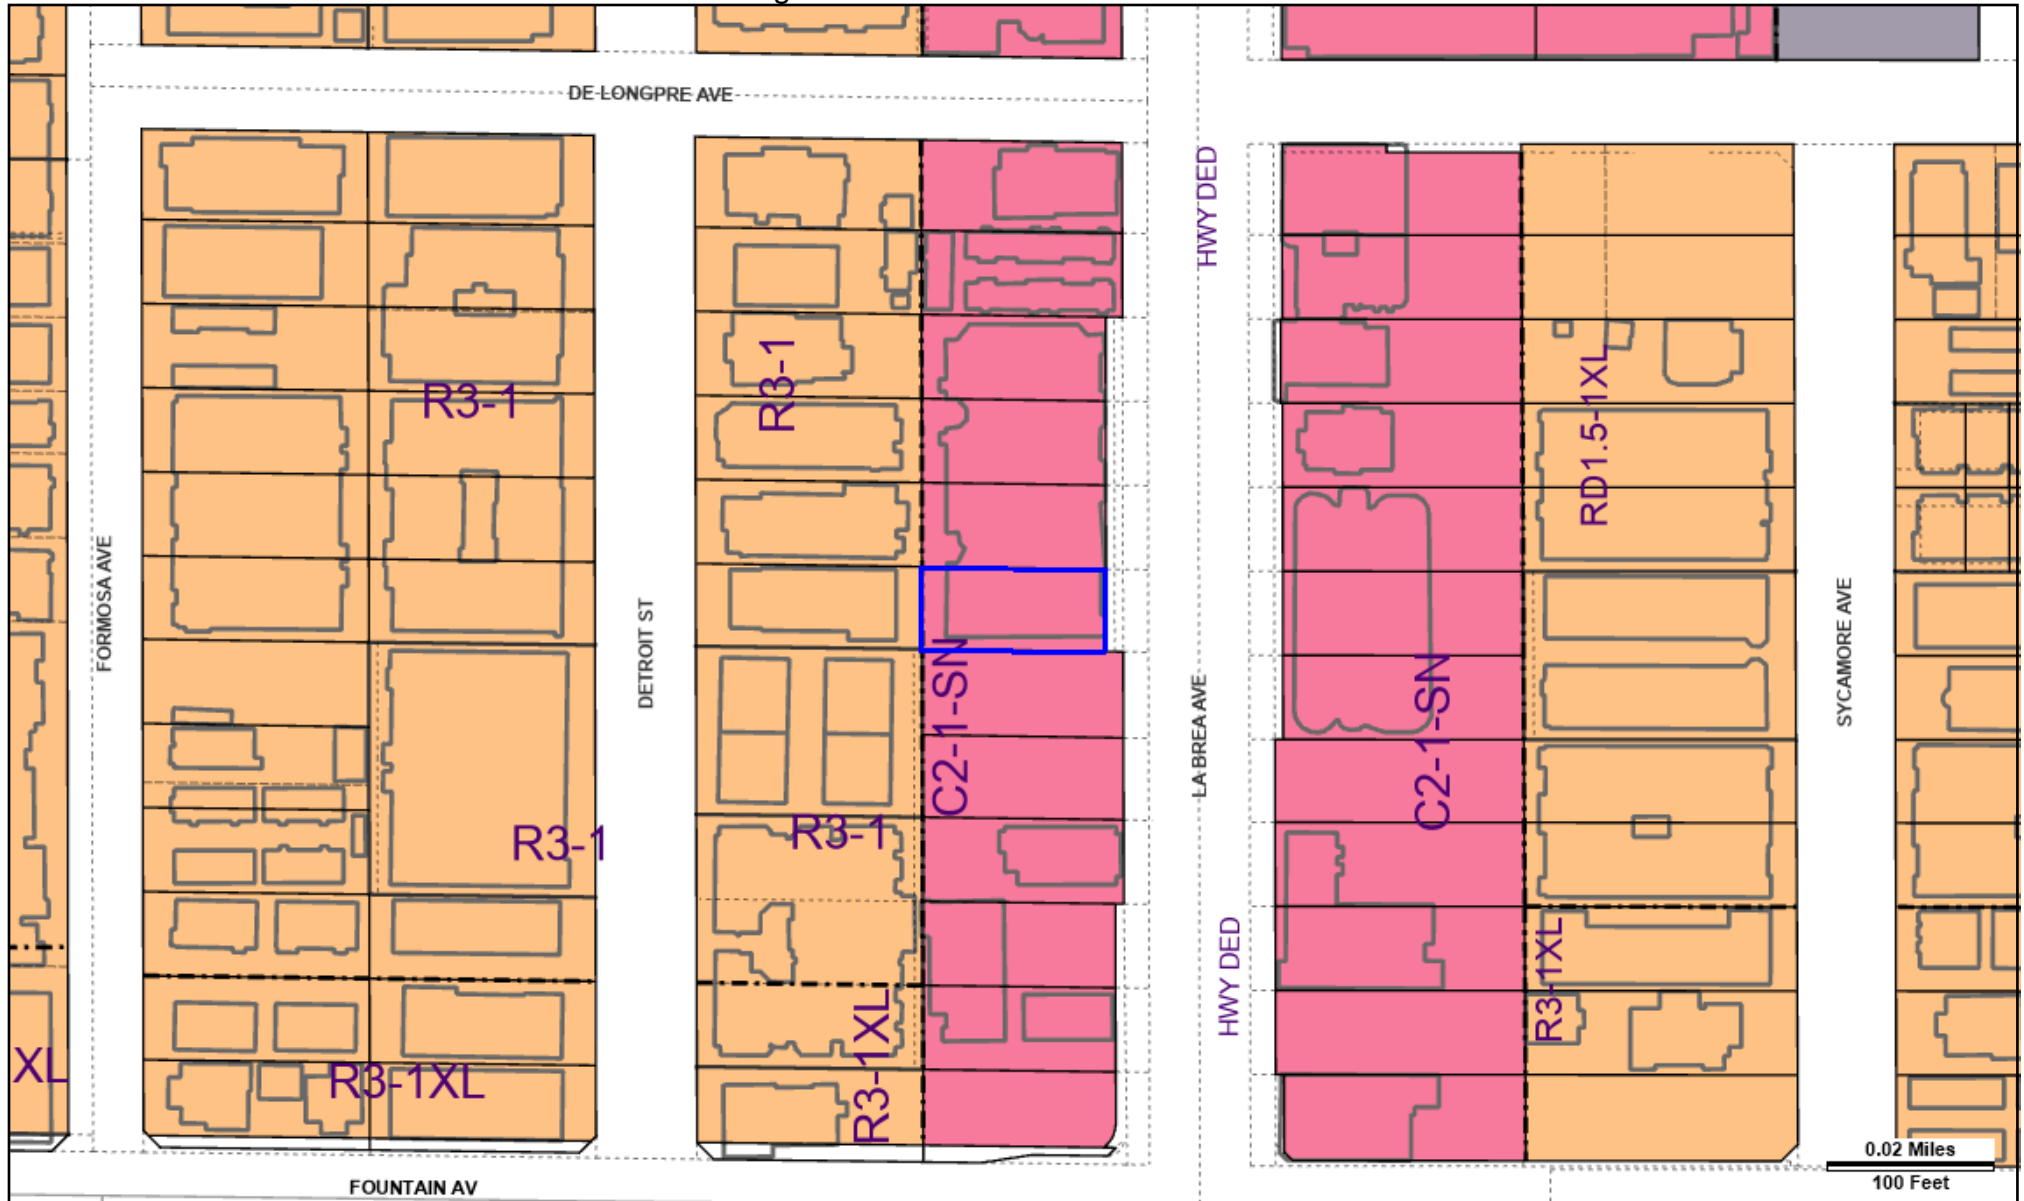 DE LONGPRE AVE
HWY DED
R3-1
R3-1
RD1.5-1XL
FORMOSA AVE
DETROIT ST
C2-1-SN
LA BREA AVE
C2-1-SN
SYCAMORE AVE
R3-1
R3-1
HWY DED
R3-1XL
XL
R3-1XL
R3-1XL
0.02 Miles
100 Feet
FOUNTAIN AV